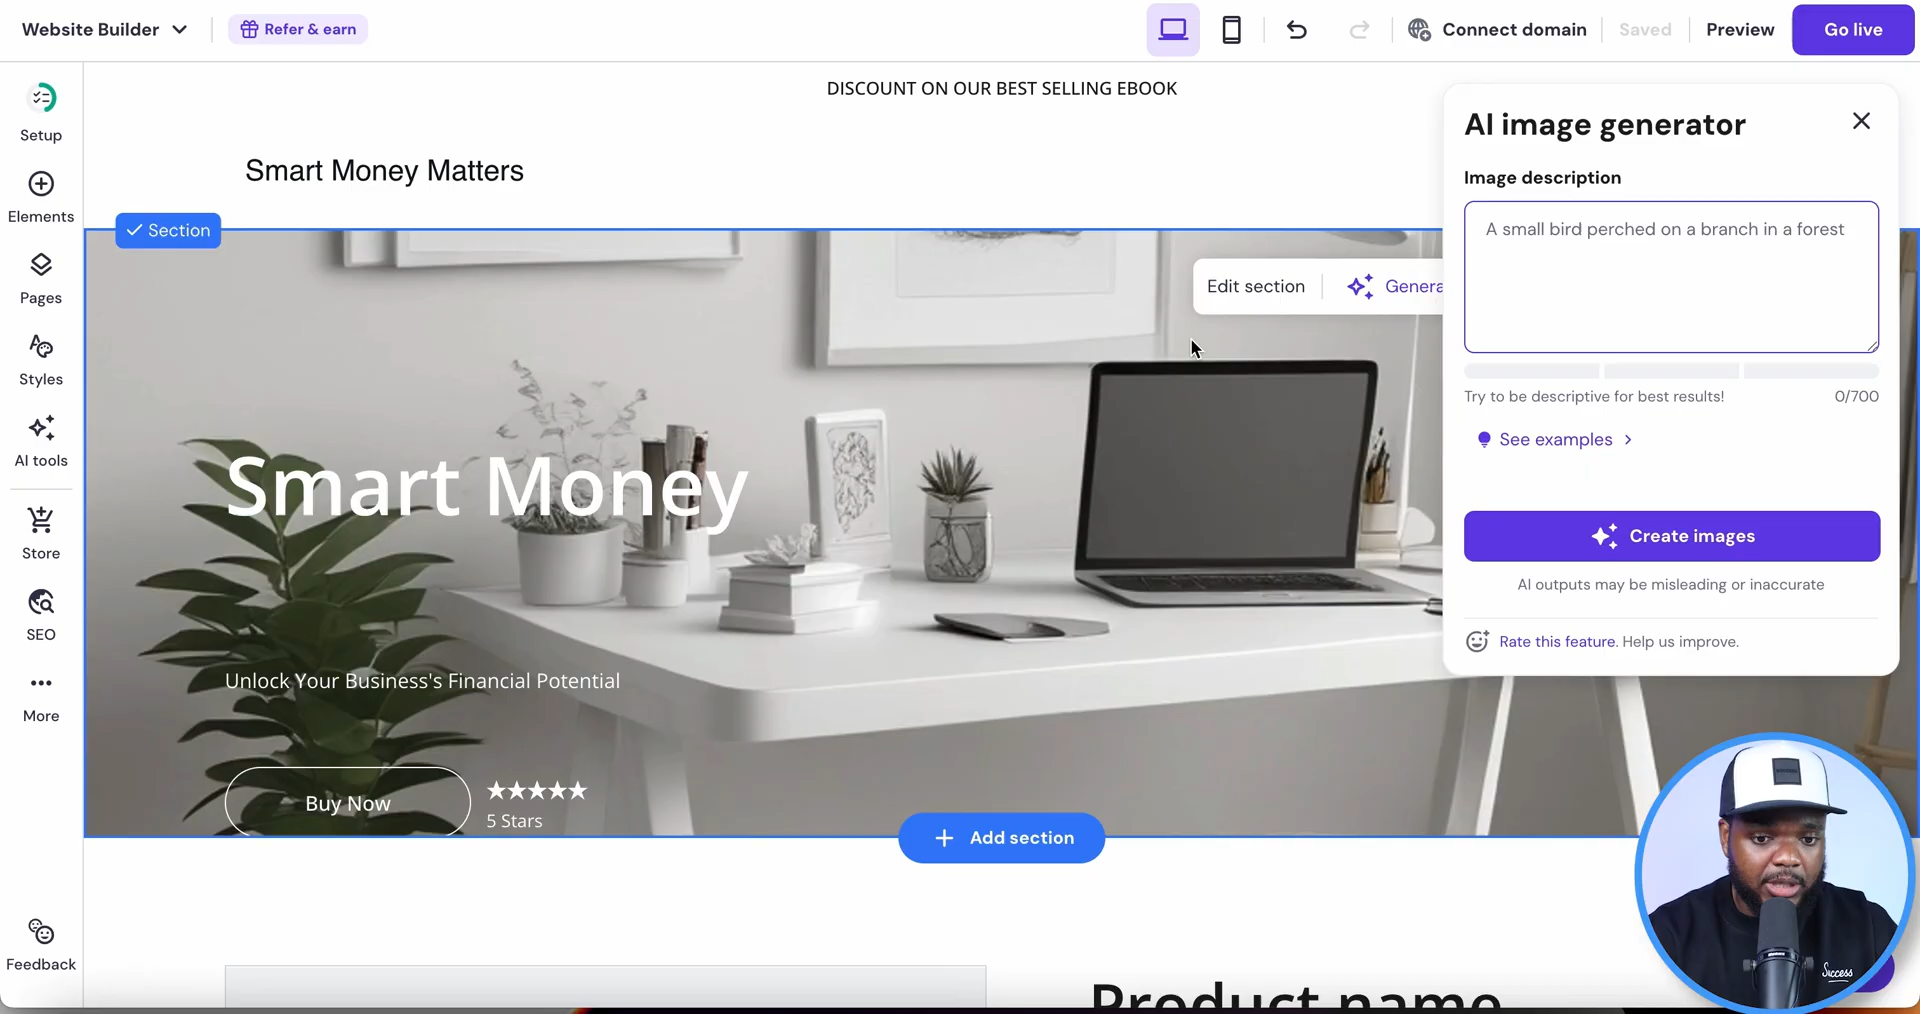 Website Builder
Refer & earn
Connect domain
Saved
Preview
Go live
Setup
Elements
Pages
Styles
AI tools
Store
SEO
More
Feedback
DISCOUNT ON OUR BEST SELLING EBOOK
Smart Money Matters
Section
Edit section
Genera
Smart Money
Unlock Your Business's Financial Potential
Buy Now
★★★★★
5 Stars
Add section
Product name
AI image generator
Image description
A small bird perched on a branch in a forest
Try to be descriptive for best results!
0/700
See examples
Create images
AI outputs may be misleading or inaccurate
Rate this feature. Help us improve.
Success